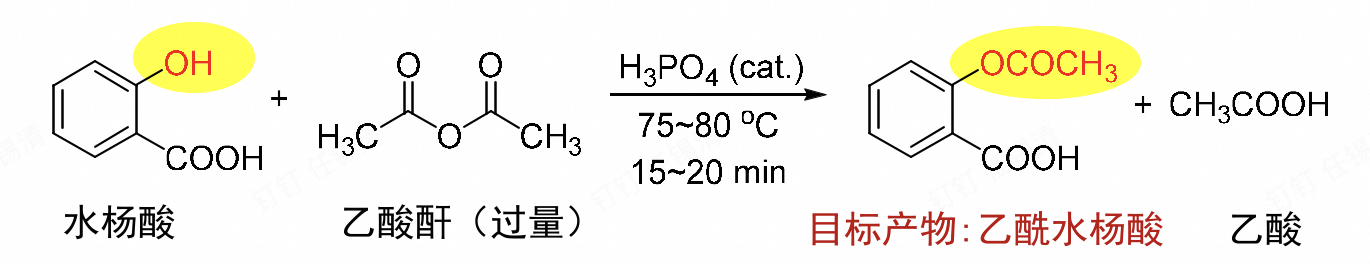 OH
COOH
水杨酸
+
O O
H₃C O CH₃
乙酸酐（过量）
H₃PO₄ (cat.)
75~80 ºC
15~20 min
OCOCH₃
COOH
目标产物:乙酰水杨酸
+
CH₃COOH
乙酸